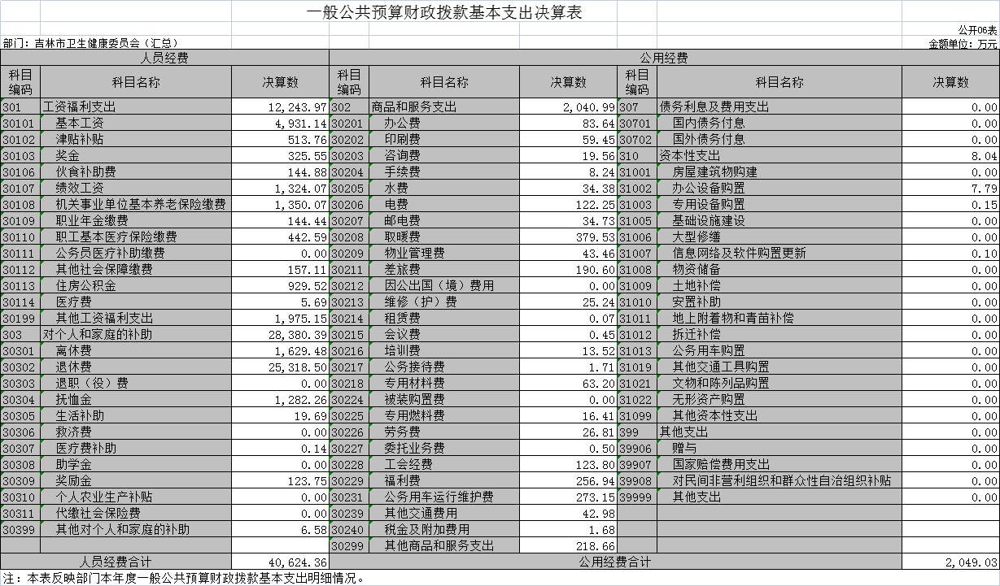 一般公共预算财政拨款基本支出决算表
公开06表
部门：吉林市卫生健康委员会（汇总） 金额单位：万元
人员经费 公用经费
科目编码 科目名称 决算数 科目编码 科目名称 决算数 科目编码 科目名称 决算数
301 工资福利支出 12,243.97 302 商品和服务支出 2,040.99 307 债务利息及费用支出 0.00
30101 基本工资 4,931.14 30201 办公费 83.64 30701 国内债务付息 0.00
30102 津贴补贴 513.76 30202 印刷费 59.45 30702 国外债务付息 0.00
30103 奖金 325.55 30203 咨询费 19.56 310 资本性支出 8.04
30106 伙食补助费 144.88 30204 手续费 8.24 31001 房屋建筑物购建 0.00
30107 绩效工资 1,324.07 30205 水费 34.38 31002 办公设备购置 7.79
30108 机关事业单位基本养老保险缴费 1,350.07 30206 电费 122.25 31003 专用设备购置 0.15
30109 职业年金缴费 144.44 30207 邮电费 34.73 31005 基础设施建设 0.00
30110 职工基本医疗保险缴费 442.59 30208 取暖费 379.53 31006 大型修缮 0.00
30111 公务员医疗补助缴费 0.00 30209 物业管理费 43.46 31007 信息网络及软件购置更新 0.10
30112 其他社会保障缴费 157.11 30211 差旅费 190.60 31008 物资储备 0.00
30113 住房公积金 929.52 30212 因公出国（境）费用 0.00 31009 土地补偿 0.00
30114 医疗费 5.69 30213 维修（护）费 25.24 31010 安置补助 0.00
30199 其他工资福利支出 1,975.15 30214 租赁费 0.07 31011 地上附着物和青苗补偿 0.00
303 对个人和家庭的补助 28,380.39 30215 会议费 0.45 31012 拆迁补偿 0.00
30301 离休费 1,629.48 30216 培训费 13.52 31013 公务用车购置 0.00
30302 退休费 25,318.50 30217 公务接待费 1.71 31019 其他交通工具购置 0.00
30303 退职（役）费 0.00 30218 专用材料费 63.20 31021 文物和陈列品购置 0.00
30304 抚恤金 1,282.26 30224 被装购置费 0.00 31022 无形资产购置 0.00
30305 生活补助 19.69 30225 专用燃料费 16.41 31099 其他资本性支出 0.00
30306 救济费 0.00 30226 劳务费 26.81 399 其他支出 0.00
30307 医疗费补助 0.14 30227 委托业务费 0.50 39906 赠与 0.00
30308 助学金 0.00 30228 工会经费 123.80 39907 国家赔偿费用支出 0.00
30309 奖励金 123.75 30229 福利费 256.94 39908 对民间非营利组织和群众性自治组织补贴 0.00
30310 个人农业生产补贴 0.00 30231 公务用车运行维护费 273.15 39999 其他支出 0.00
30311 代缴社会保险费 0.00 30239 其他交通费用 42.98
30399 其他对个人和家庭的补助 6.58 30240 税金及附加费用 1.68
30299 其他商品和服务支出 218.66
人员经费合计 40,624.36 公用经费合计 2,049.03
注：本表反映部门本年度一般公共预算财政拨款基本支出明细情况。